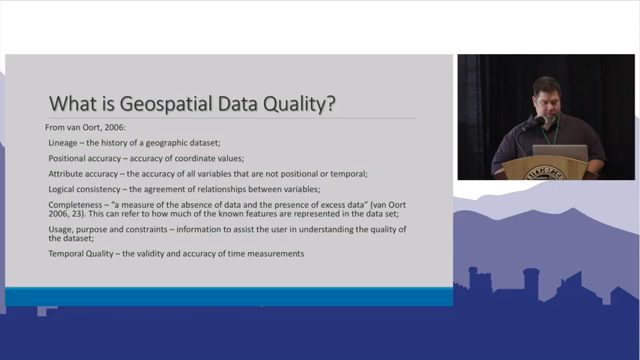 What is Geospatial Data Quality?
From van Oort, 2006:
Lineage – the history of a geographic dataset;
Positional accuracy – accuracy of coordinate values;
Attribute accuracy – the accuracy of all variables that are not positional or temporal;
Logical consistency – the agreement of relationships between variables;
Completeness – “a measure of the absence of data and the presence of excess data” (van Oort
2006, 23). This can refer to how much of the known features are represented in the data set;
Usage, purpose and constraints – information to assist the user in understanding the quality of
the dataset;
Temporal Quality – the validity and accuracy of time measurements